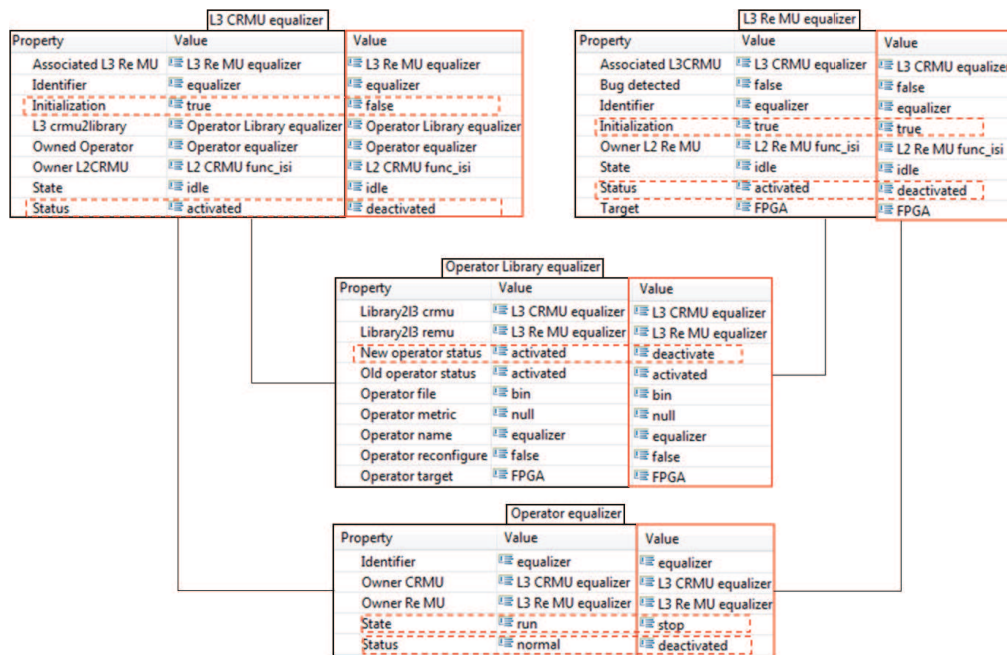 L3 CRMU equalizer
Property Value Value
Associated L3 Re MU L3 Re MU equalizer L3 Re MU equalizer
Identifier equalizer equalizer
Initialization true false
L3 crmu2library Operator Library equalizer Operator Library equalizer
Owned Operator Operator equalizer Operator equalizer
Owner L2CRMU L2 CRMU func_isi L2 CRMU func_isi
State idle idle
Status activated deactivated
L3 Re MU equalizer
Property Value Value
Associated L3CRMU L3 CRMU equalizer L3 CRMU equalizer
Bug detected false false
Identifier equalizer equalizer
Initialization true true
Owner L2 Re MU L2 Re MU func_isi L2 Re MU func_isi
State idle idle
Status activated deactivated
Target FPGA FPGA
Operator Library equalizer
Property Value Value
Library2l3 crmu L3 CRMU equalizer L3 CRMU equalizer
Library2l3 remu L3 Re MU equalizer L3 Re MU equalizer
New operator status activated deactivate
Old operator status activated activated
Operator file bin bin
Operator metric null null
Operator name equalizer equalizer
Operator reconfigure false false
Operator target FPGA FPGA
Operator equalizer
Property Value Value
Identifier equalizer equalizer
Owner CRMU L3 CRMU equalizer L3 CRMU equalizer
Owner Re MU L3 Re MU equalizer L3 Re MU equalizer
State run stop
Status normal deactivated